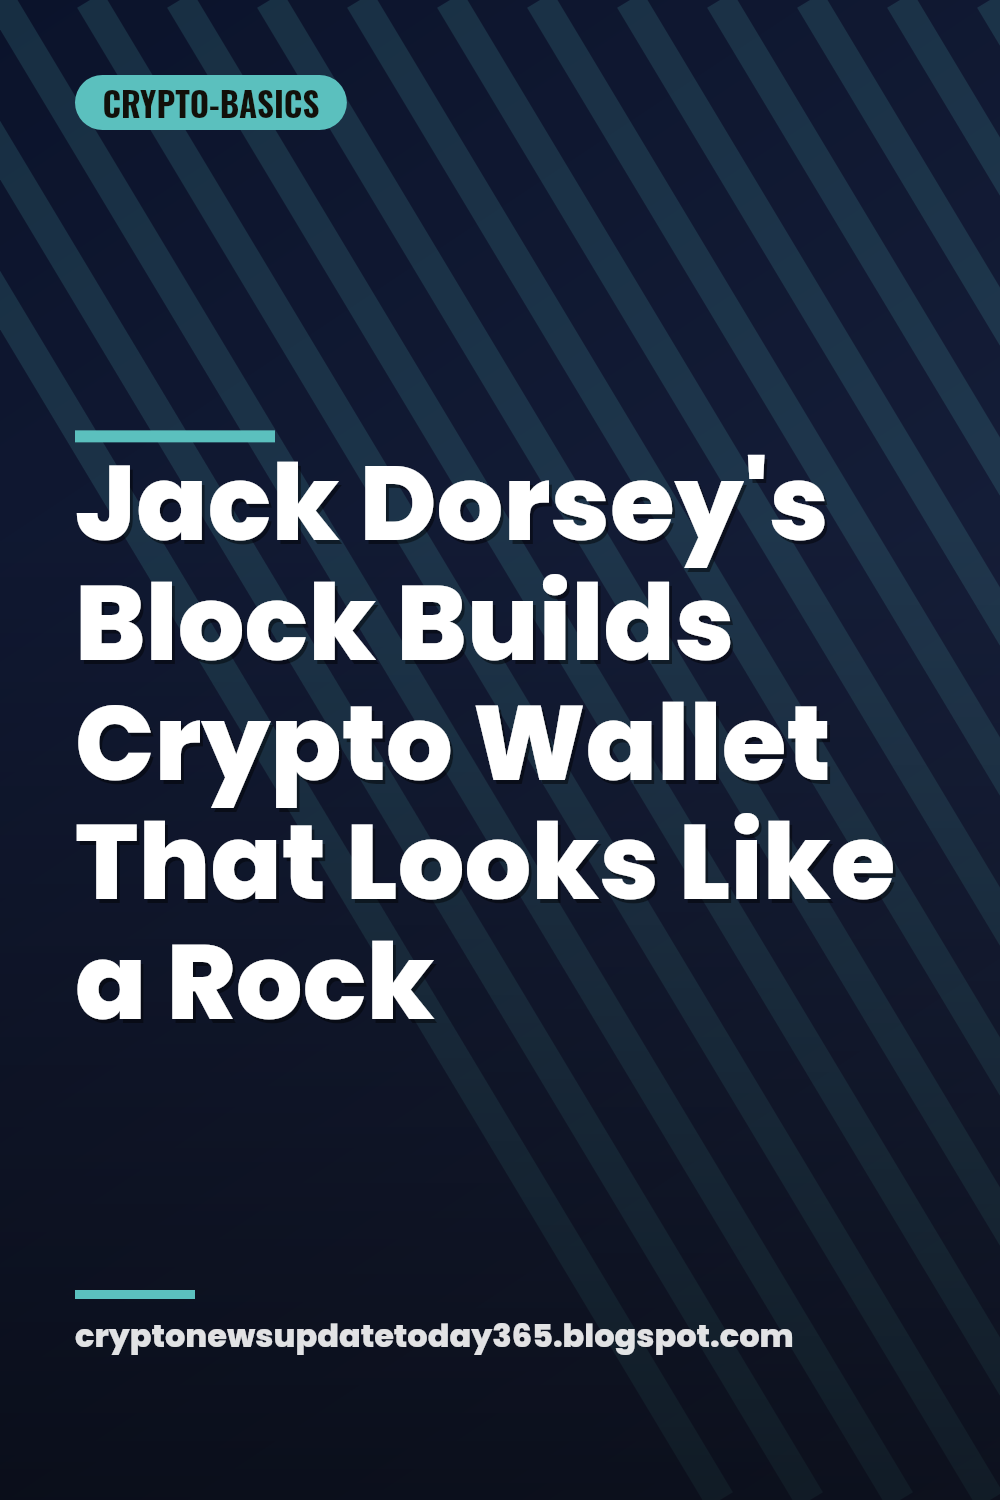 CRYPTO-BASICS
Jack Dorsey's
Block Builds
Crypto Wallet
That Looks Like
a Rock
cryptonewsupdatetoday365.blogspot.com